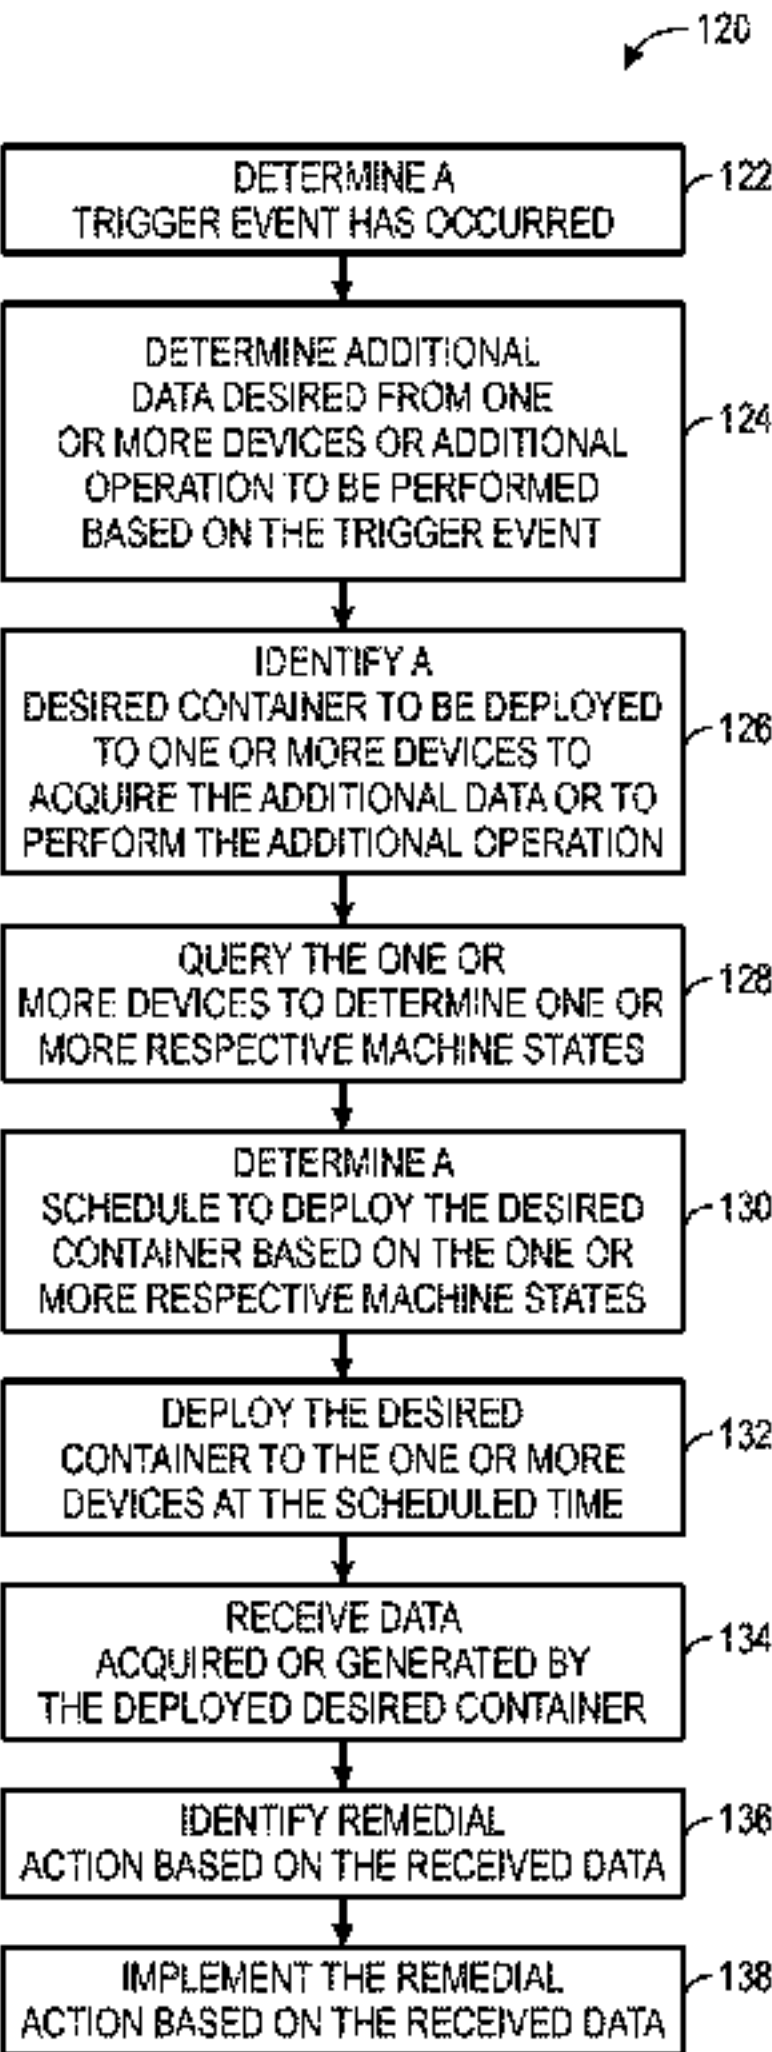 120
DETERMINE A
TRIGGER EVENT HAS OCCURRED
122
DETERMINE ADDITIONAL
DATA DESIRED FROM ONE
OR MORE DEVICES OR ADDITIONAL
OPERATION TO BE PERFORMED
BASED ON THE TRIGGER EVENT
124
IDENTIFY A
DESIRED CONTAINER TO BE DEPLOYED
TO ONE OR MORE DEVICES TO
ACQUIRE THE ADDITIONAL DATA OR TO
PERFORM THE ADDITIONAL OPERATION
126
QUERY THE ONE OR
MORE DEVICES TO DETERMINE ONE OR
MORE RESPECTIVE MACHINE STATES
128
DETERMINE A
SCHEDULE TO DEPLOY THE DESIRED
CONTAINER BASED ON THE ONE OR
MORE RESPECTIVE MACHINE STATES
130
DEPLOY THE DESIRED
CONTAINER TO THE ONE OR MORE
DEVICES AT THE SCHEDULED TIME
132
RECEIVE DATA
ACQUIRED OR GENERATED BY
THE DEPLOYED DESIRED CONTAINER
134
IDENTIFY REMEDIAL
ACTION BASED ON THE RECEIVED DATA
136
IMPLEMENT THE REMEDIAL
ACTION BASED ON THE RECEIVED DATA
138